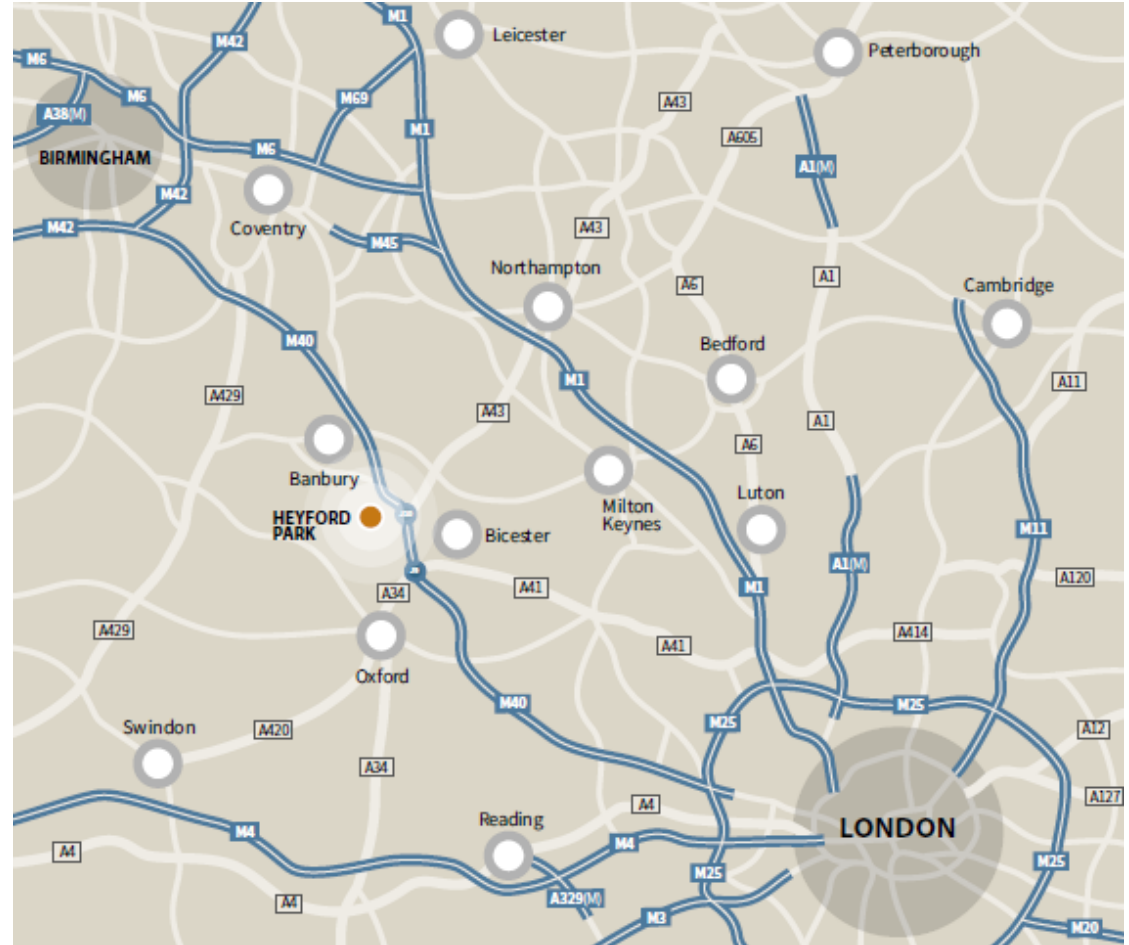 M1
Leicester
M42
Peterborough
M6
M6
M69
A43
A38(M)
M1
A605
BIRMINGHAM
M6
A1(M)
M42
M42
Coventry
M45
A43
Northampton
A6
A1
Cambridge
M40
Bedford
M1
A11
A429
A43
A1
A6
Banbury
Milton
Keynes
Luton
HEYFORD
PARK
Bicester
M11
A1(M)
J9
A34
A41
M1
A120
A429
A414
A41
Oxford
M40
M25
M25
Swindon
A420
A12
A34
A127
Reading
A4
LONDON
M4
M4
A4
M25
M25
A4
A329(M)
M3
M20